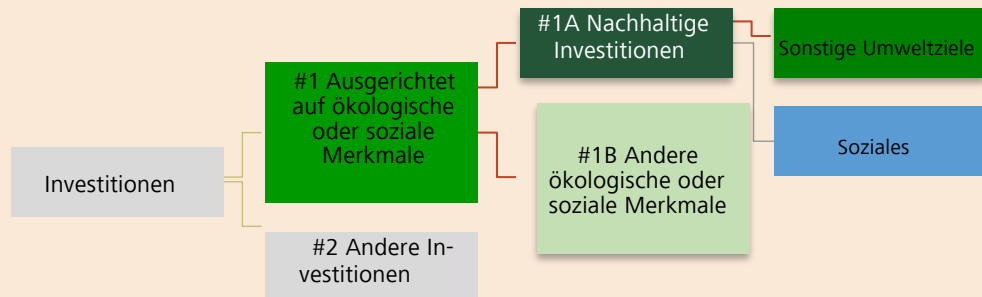 Investitionen
#1 Ausgerichtet
auf ökologische
oder soziale
Merkmale
#2 Andere In-
vestitionen
#1A Nachhaltige
Investitionen
#1B Andere
ökologische oder
soziale Merkmale
Sonstige Umweltziele
Soziales